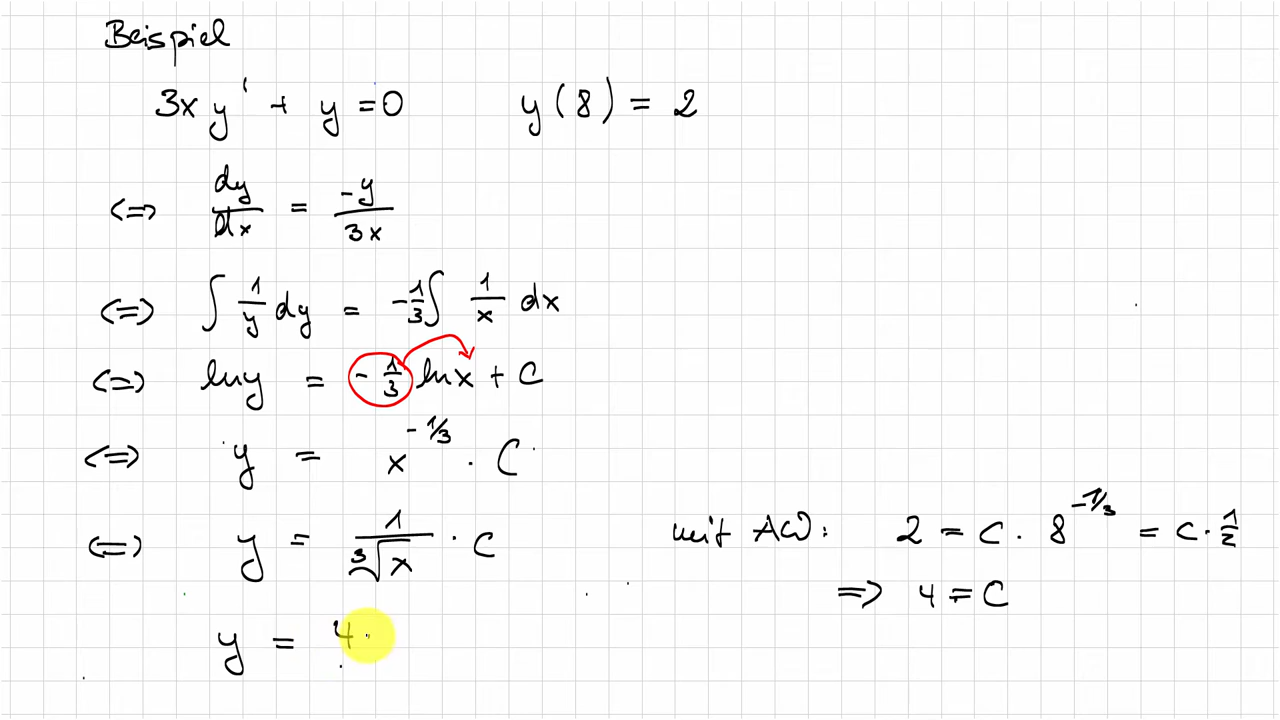 Beispiel
3xy' + y = 0 y(8) = 2
<=> dy/dx = -y/3x
<=> ∫ 1/y dy = -1/3 ∫ 1/x dx
<=> ln y = -1/3 ln x + C
<=> y = x^(-1/3) · C
<=> y = 1/∛x · C
mit AW: 2 = C · 8^(-1/3) = C · 1/2
=> 4 = C
y = 4·